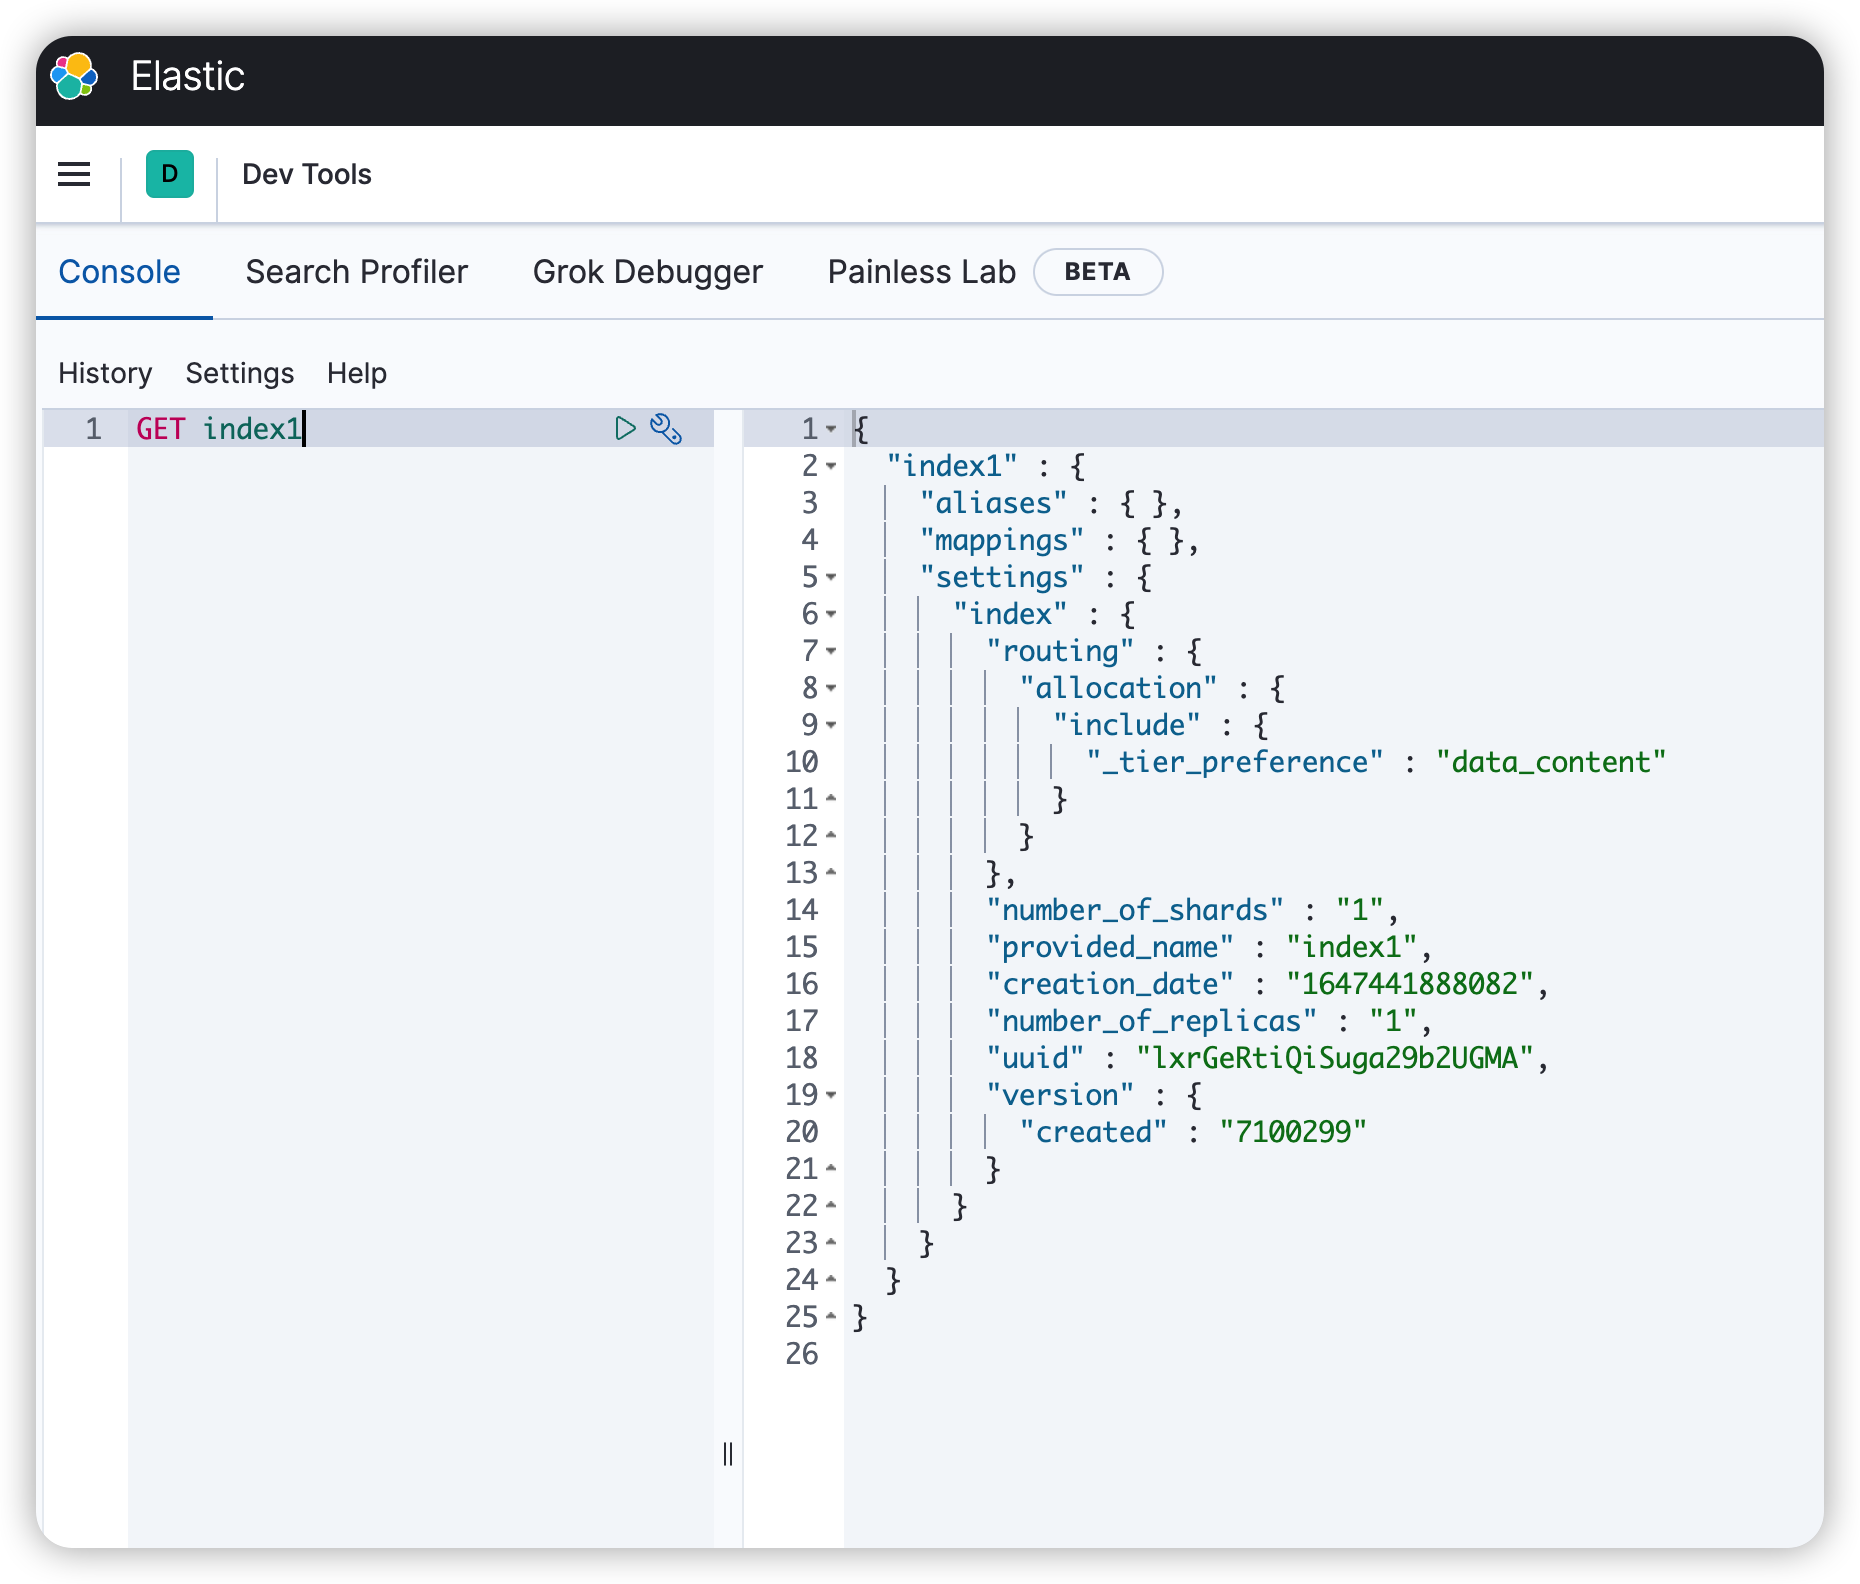 Elastic
D Dev Tools
Console Search Profiler Grok Debugger Painless Lab BETA
History Settings Help
1 GET index1
1 {
2 "index1" : {
3 "aliases" : { },
4 "mappings" : { },
5 "settings" : {
6 "index" : {
7 "routing" : {
8 "allocation" : {
9 "include" : {
10 "_tier_preference" : "data_content"
11 }
12 }
13 },
14 "number_of_shards" : "1",
15 "provided_name" : "index1",
16 "creation_date" : "1647441888082",
17 "number_of_replicas" : "1",
18 "uuid" : "lxrGeRtiQiSuga29b2UGMA",
19 "version" : {
20 "created" : "7100299"
21 }
22 }
23 }
24 }
25 }
26